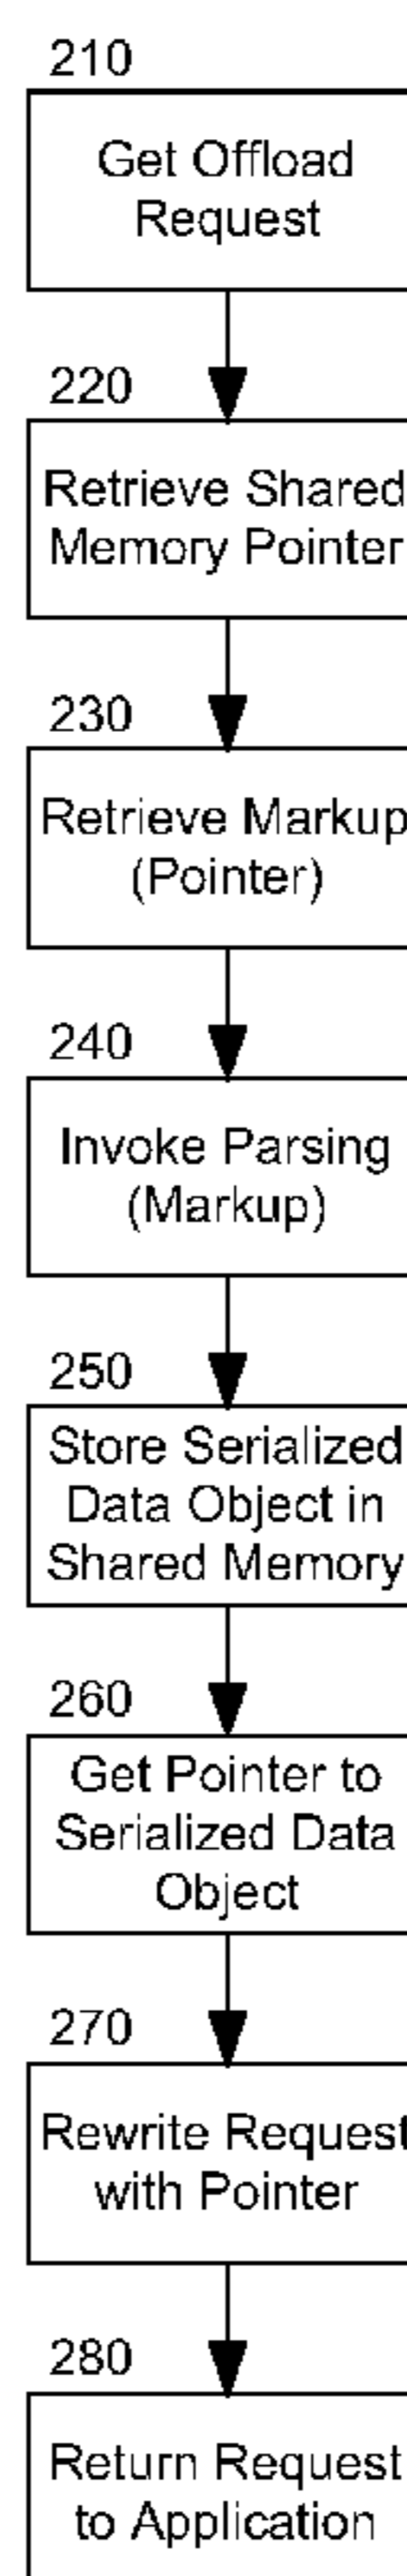 210
Get Offload
Request
220
Retrieve Shared
Memory Pointer
230
Retrieve Markup
(Pointer)
240
Invoke Parsing
(Markup)
250
Store Serialized
Data Object in
Shared Memory
260
Get Pointer to
Serialized Data
Object
270
Rewrite Request
with Pointer
280
Return Request
to Application